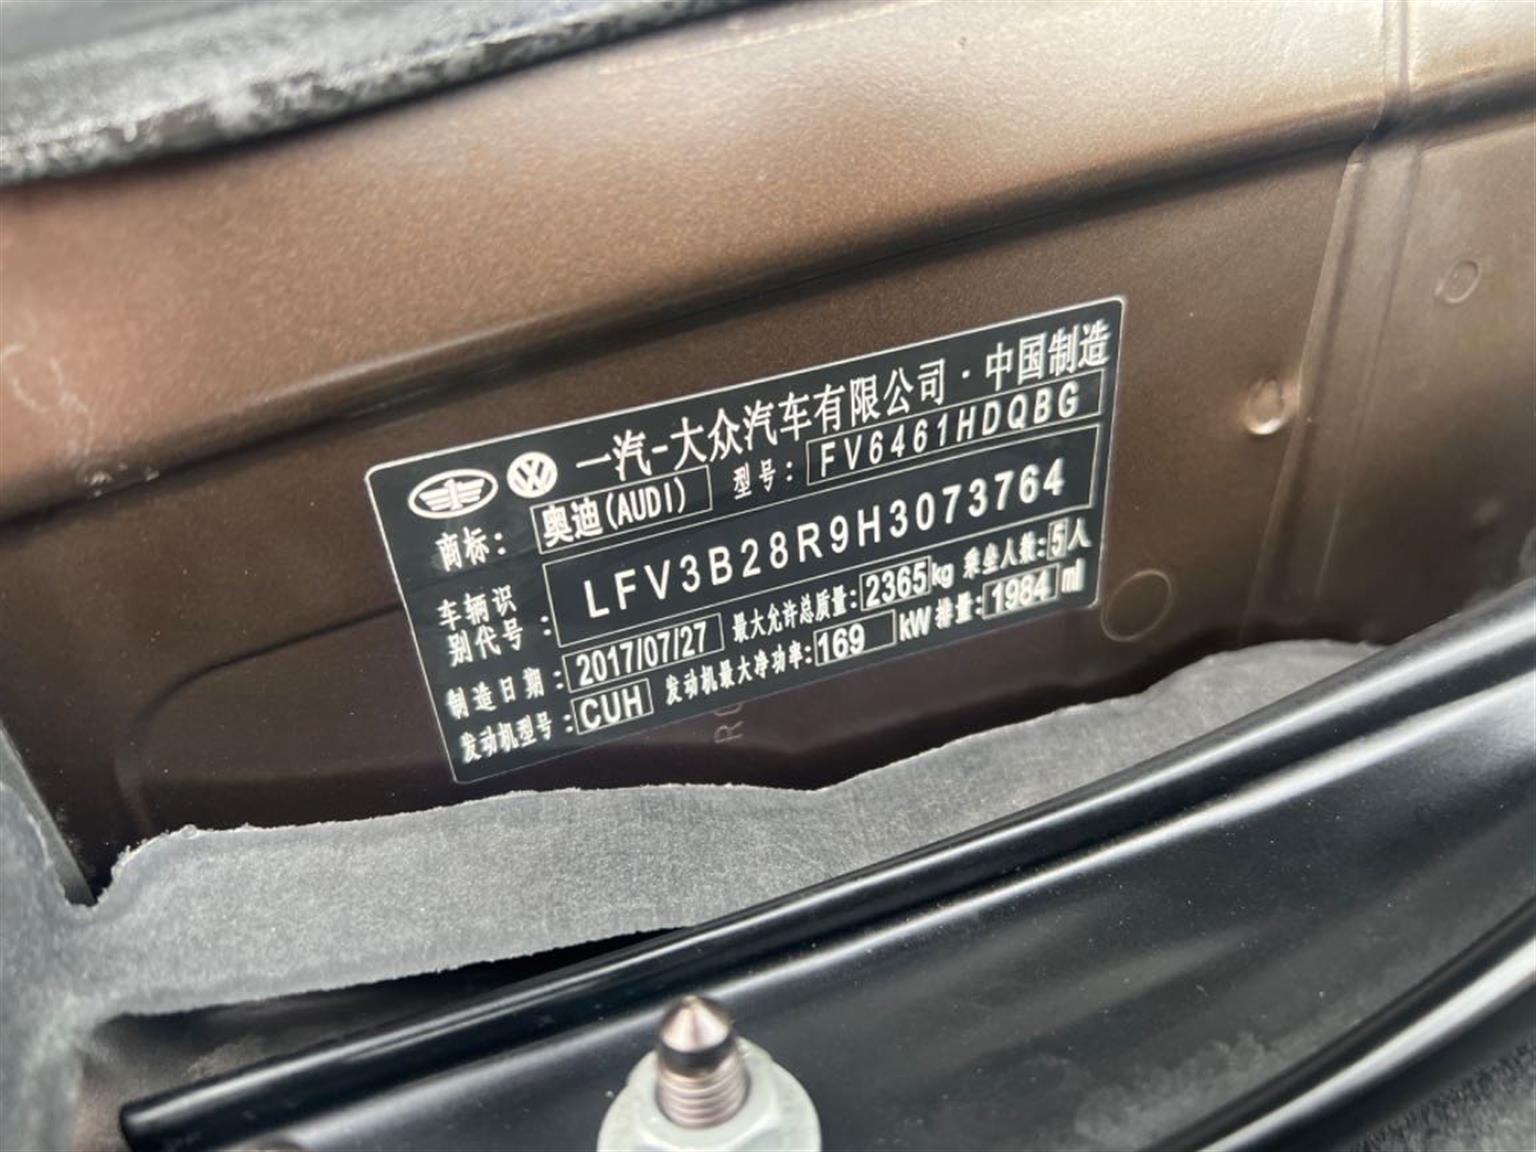 一汽-大众汽车有限公司·中国制造
商标: 奥迪(AUDI) 型号: FV6461HDQBG
车辆识别代号: LFV3B28R9H3073764
制造日期: 2017/07/27 最大允许总质量: 2365kg 乘坐人数: 5人
发动机型号: CUH 发动机最大净功率: 169 kW 排量: 1984 ml